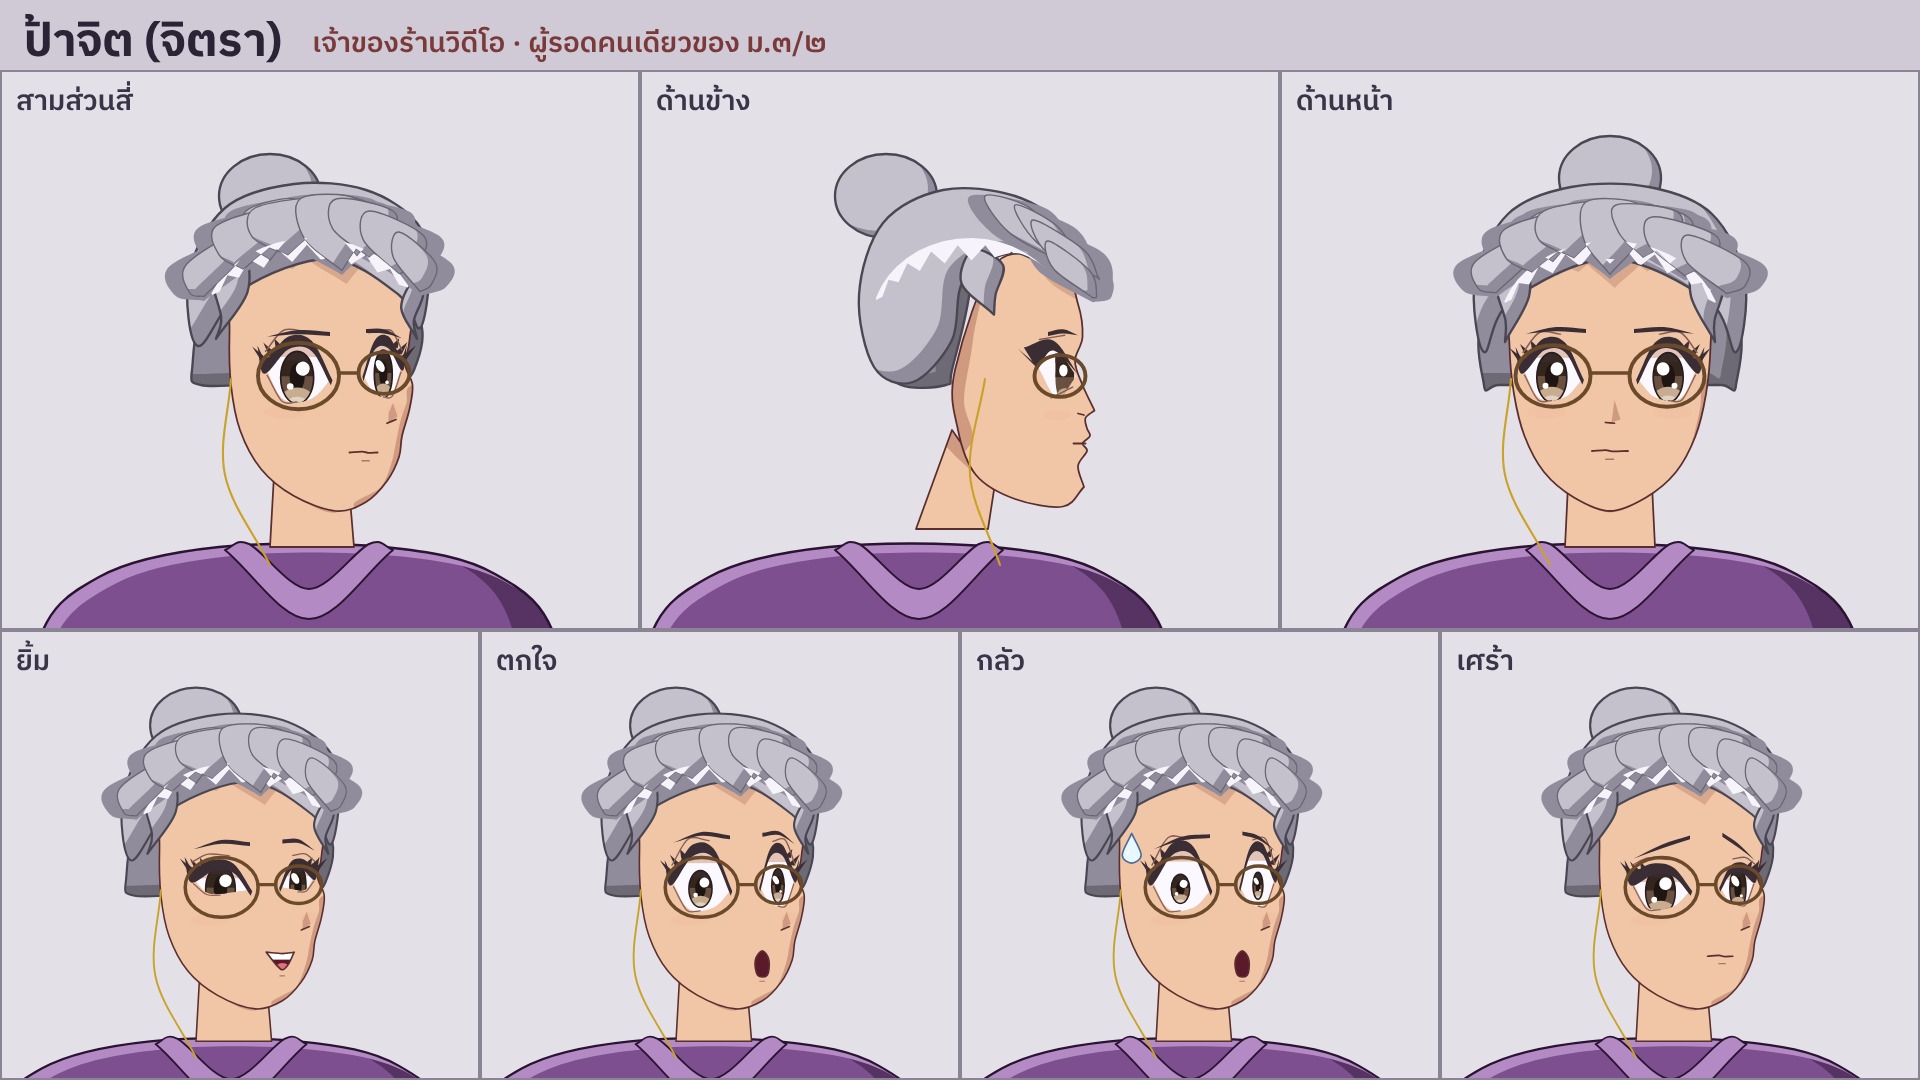 ป้าจิต (จิตรา) เจ้าของร้านวิดีโอ · ผู้รอดคนเดียวของ ม.๓/๒
สามส่วนสี่
ด้านข้าง
ด้านหน้า
ยิ้ม
ตกใจ
กลัว
เศร้า